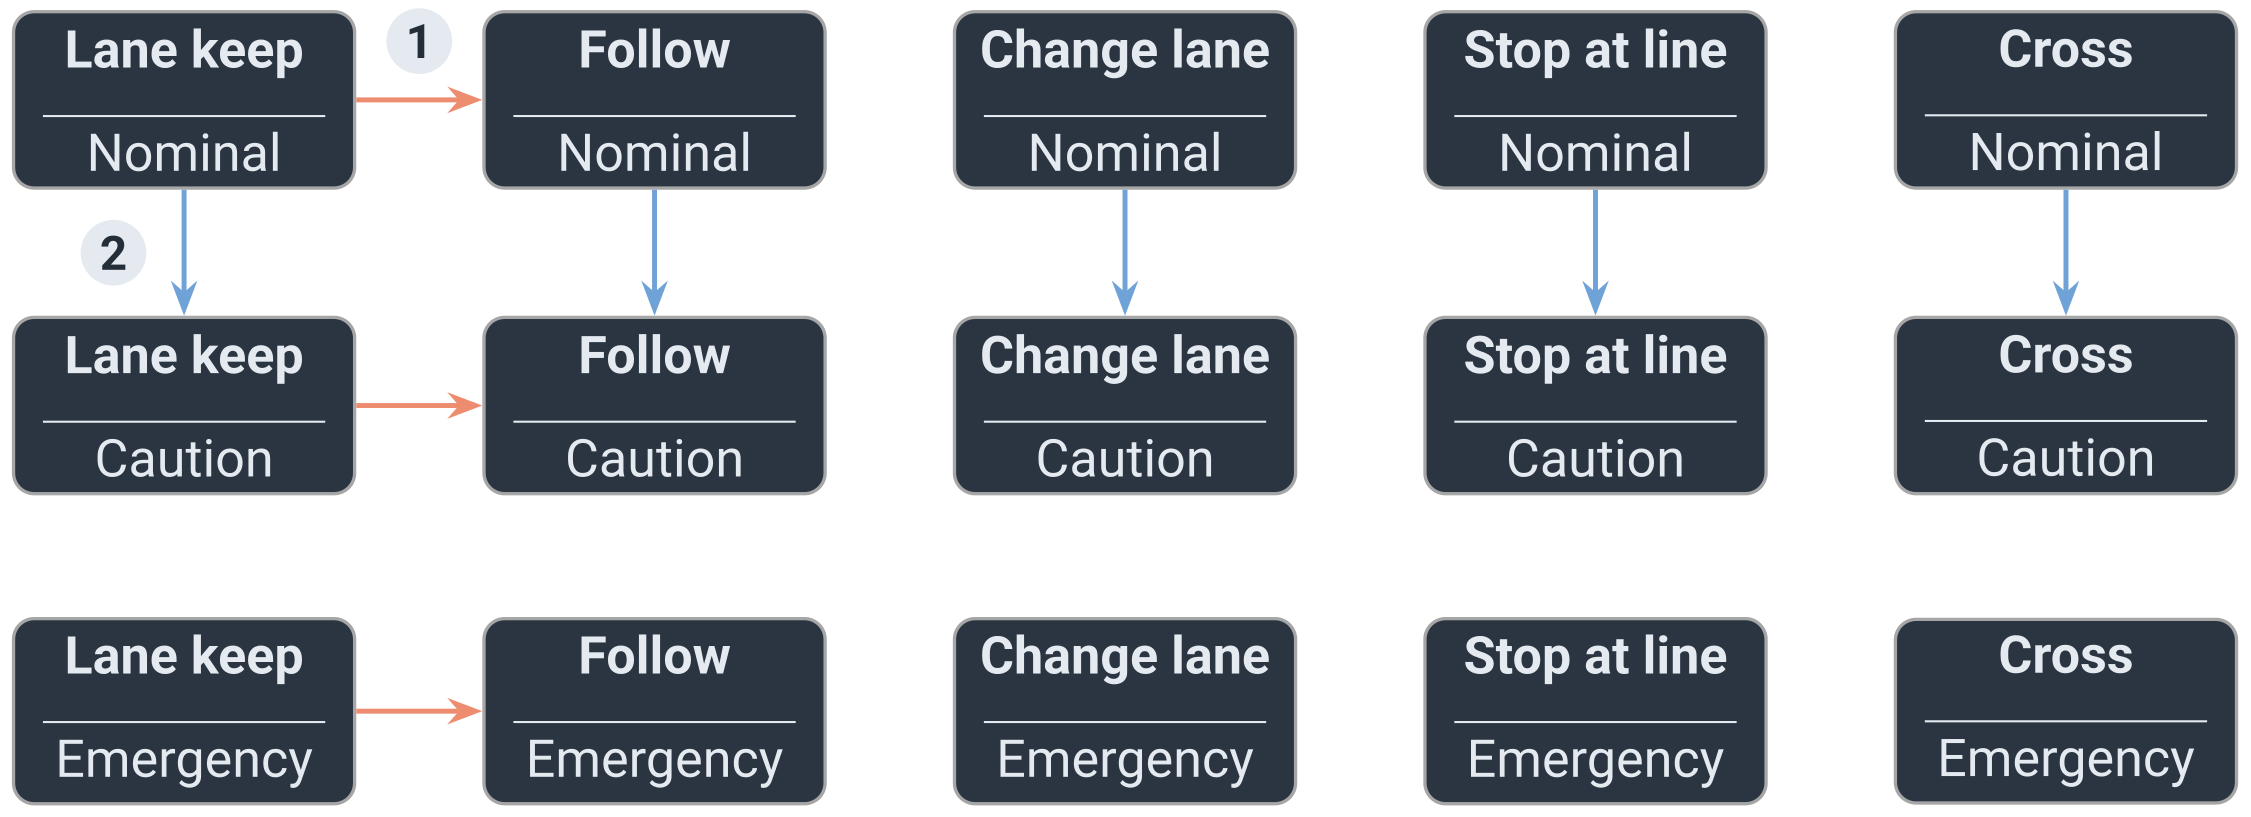 Lane keep
1
Follow
Change lane
Stop at line
Cross
Nominal
Nominal
Nominal
Nominal
Nominal
2
Lane keep
Follow
Change lane
Stop at line
Cross
Caution
Caution
Caution
Caution
Caution
Lane keep
Follow
Change lane
Stop at line
Cross
Emergency
Emergency
Emergency
Emergency
Emergency